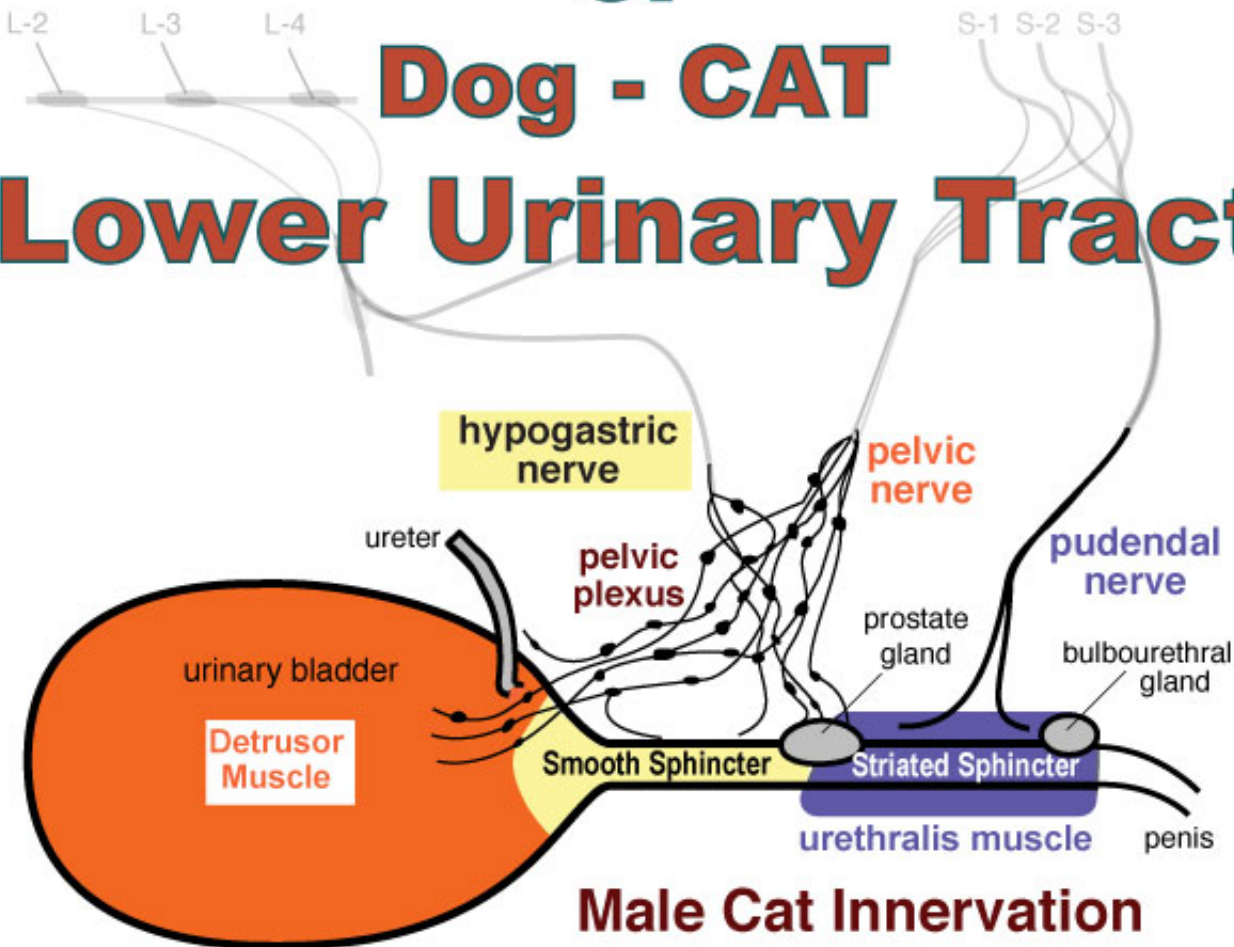 L-2 L-3 L-4 S-1 S-2 S-3
Dog - CAT
Lower Urinary Tract
hypogastric
nerve
pelvic
nerve
ureter
pelvic
plexus
pudendal
nerve
prostate
gland
bulbourethral
gland
urinary bladder
Detrusor
Muscle
Smooth Sphincter
Striated Sphincter
urethralis muscle
penis
Male Cat Innervation